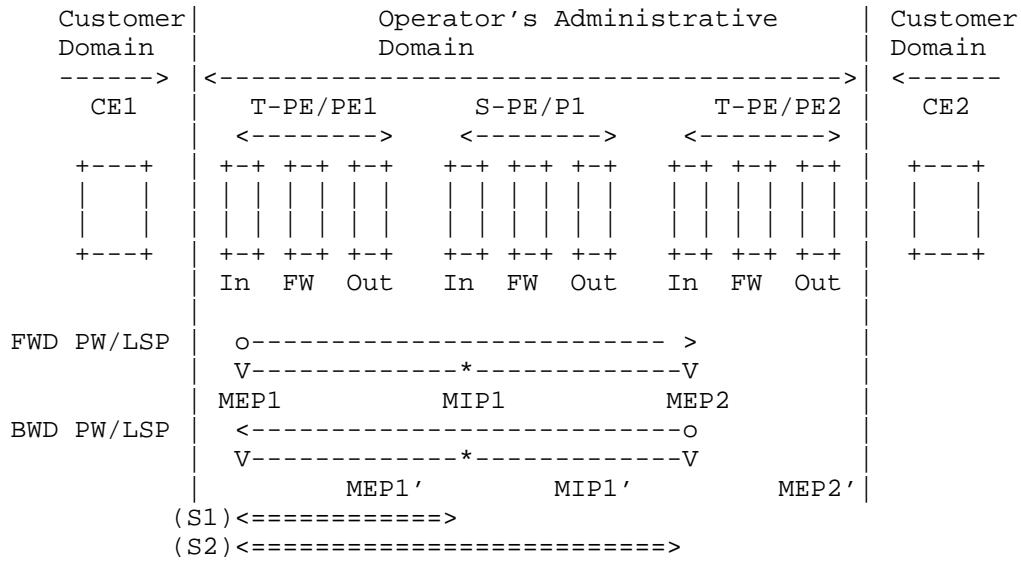 Customer| Operator's Administrative | Customer
Domain | Domain | Domain
------> |<--------------------------------------->| <------
CE1 | T-PE/PE1 S-PE/P1 T-PE/PE2 | CE2
| <--------> <--------> <--------> |
+---+ | +-+ +-+ +-+ +-+ +-+ +-+ +-+ +-+ +-+ | +---+
| | | | | | | | | | | | | | | | | | | | | | | | |
| | | | | | | | | | | | | | | | | | | | | | | | |
+---+ | +-+ +-+ +-+ +-+ +-+ +-+ +-+ +-+ +-+ | +---+
| In FW Out In FW Out In FW Out |
| |
FWD PW/LSP | o-------------------------- > |
| V-------------*-------------V |
| MEP1 MIP1 MEP2 |
BWD PW/LSP | <---------------------------o |
| V-------------*-------------V |
| MEP1' MIP1' MEP2'|
(S1)<============>
(S2)<==========================>